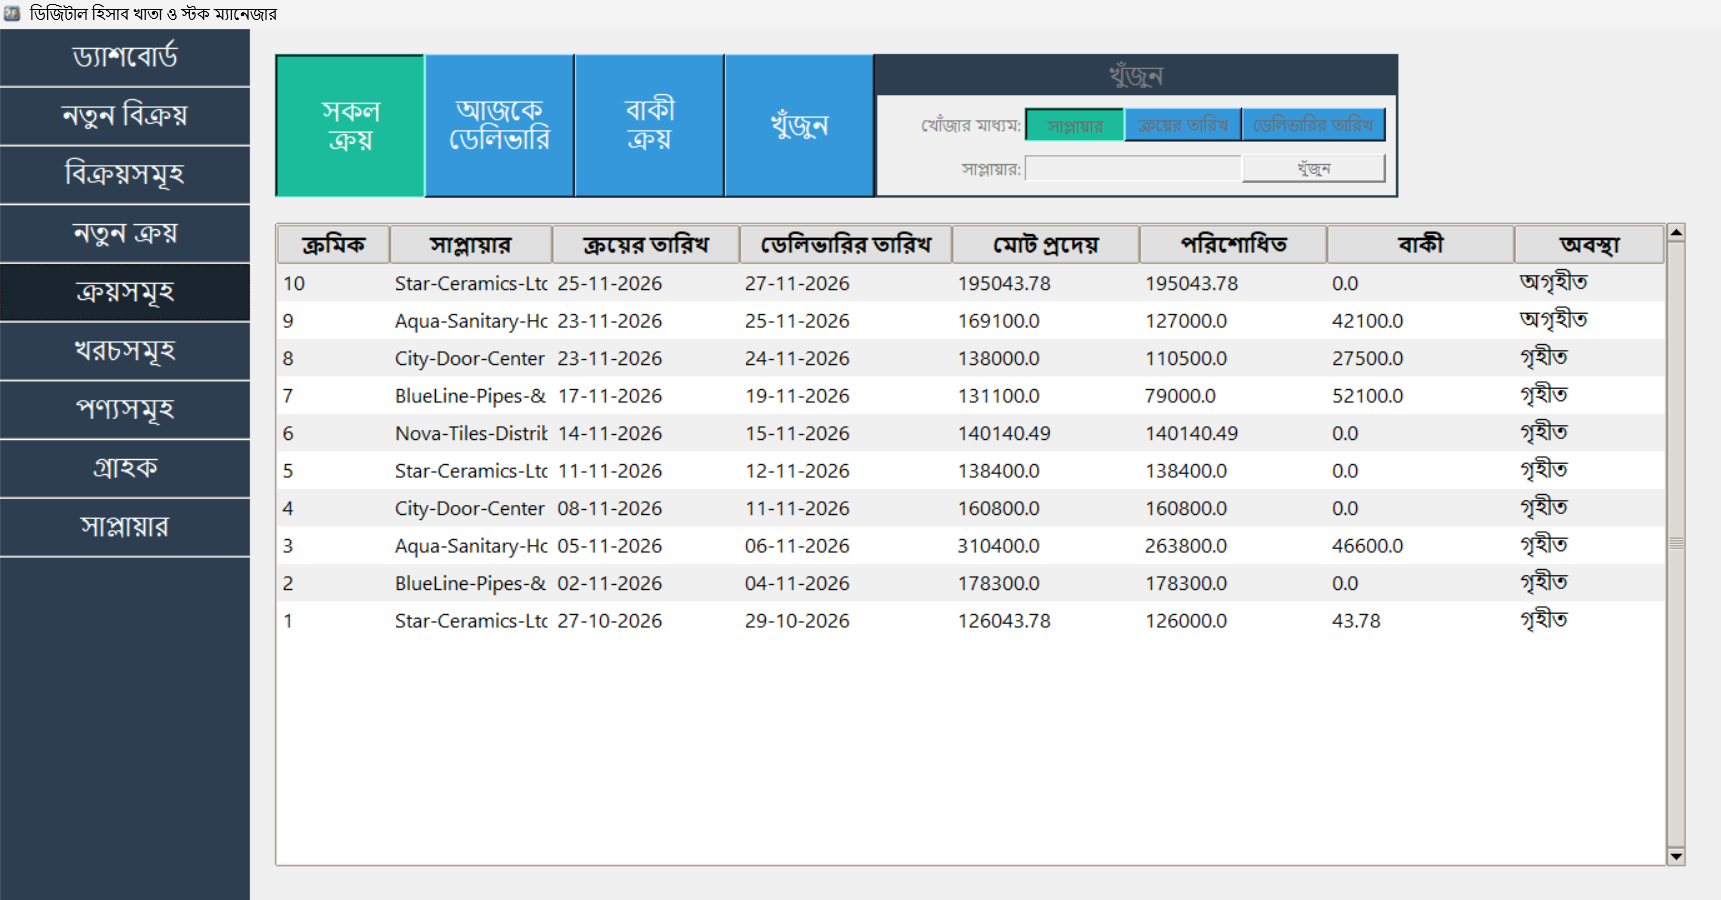 ডিজিটাল হিসাব খাতা ও স্টক ম্যানেজার
ড্যাশবোর্ড
নতুন বিক্রয়
বিক্রয়সমূহ
নতুন ক্রয়
ক্রয়সমূহ
খরচসমূহ
পণ্যসমূহ
গ্রাহক
সাপ্লায়ার
সকল
ক্রয়
আজকে
ডেলিভারি
বাকী
ক্রয়
খুঁজুন
খুঁজুন
খোঁজার মাধ্যম: সাপ্লায়ার ক্রয়ের তারিখ ডেলিভারির তারিখ
সাপ্লায়ার: খুঁজুন
ক্রমিক সাপ্লায়ার ক্রয়ের তারিখ ডেলিভারির তারিখ মোট প্রদেয় পরিশোধিত বাকী অবস্থা
10 Star-Ceramics-Ltd 25-11-2026 27-11-2026 195043.78 195043.78 0.0 অগৃহীত
9 Aqua-Sanitary-Ho 23-11-2026 25-11-2026 169100.0 127000.0 42100.0 অগৃহীত
8 City-Door-Center 23-11-2026 24-11-2026 138000.0 110500.0 27500.0 গৃহীত
7 BlueLine-Pipes-& 17-11-2026 19-11-2026 131100.0 79000.0 52100.0 গৃহীত
6 Nova-Tiles-Distrib 14-11-2026 15-11-2026 140140.49 140140.49 0.0 গৃহীত
5 Star-Ceramics-Ltd 11-11-2026 12-11-2026 138400.0 138400.0 0.0 গৃহীত
4 City-Door-Center 08-11-2026 11-11-2026 160800.0 160800.0 0.0 গৃহীত
3 Aqua-Sanitary-Ho 05-11-2026 06-11-2026 310400.0 263800.0 46600.0 গৃহীত
2 BlueLine-Pipes-& 02-11-2026 04-11-2026 178300.0 178300.0 0.0 গৃহীত
1 Star-Ceramics-Ltd 27-10-2026 29-10-2026 126043.78 126000.0 43.78 গৃহীত